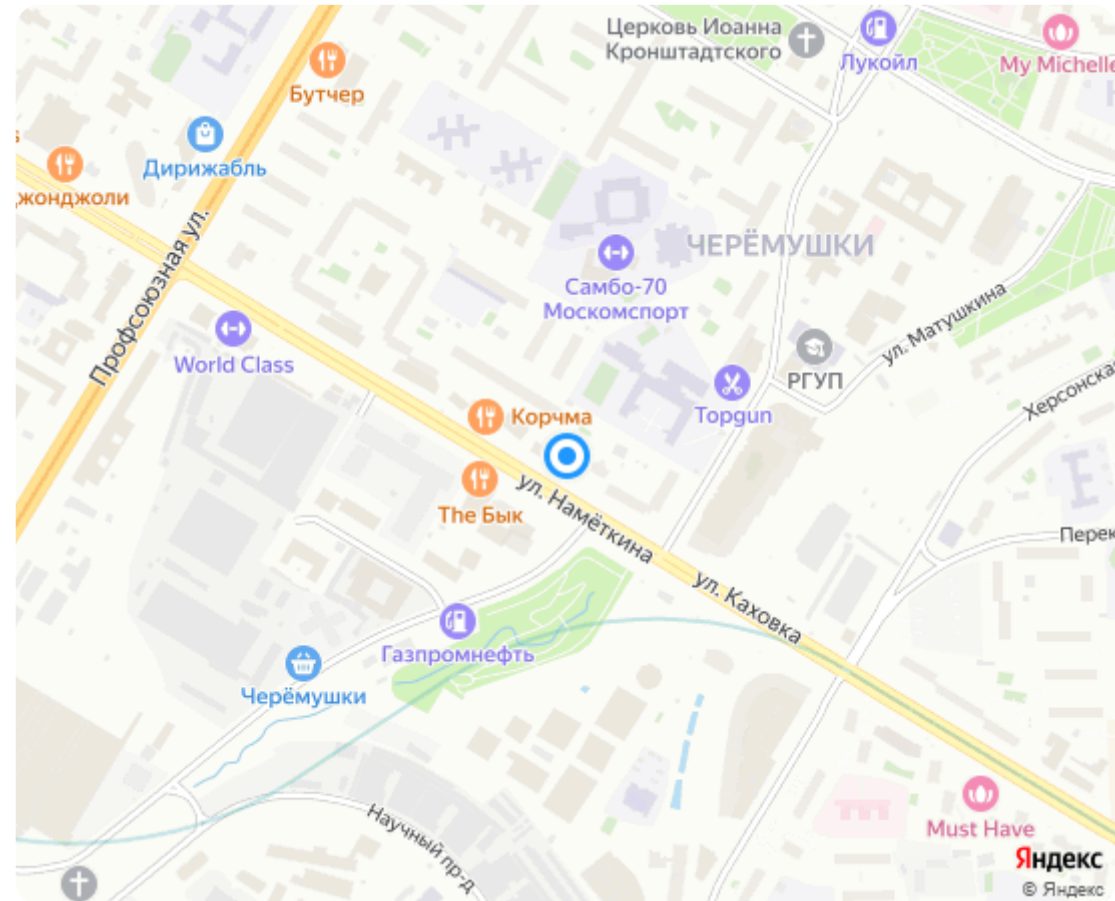 Церковь Иоанна
Кронштадтского
Лукойл
My Michelle
Бутчер
Дирижабль
жонджоли
Профсоюзная ул.
ЧЕРЁМУШКИ
Самбо-70
Москомспорт
World Class
РГУП
ул. Матушкина
Topgun
Корчма
Херсонская
The Бык
ул. Намёткина
Перек
ул. Каховка
Газпромнефть
Черёмушки
Научный пр-д
Must Have
Яндекс
© Яндекс